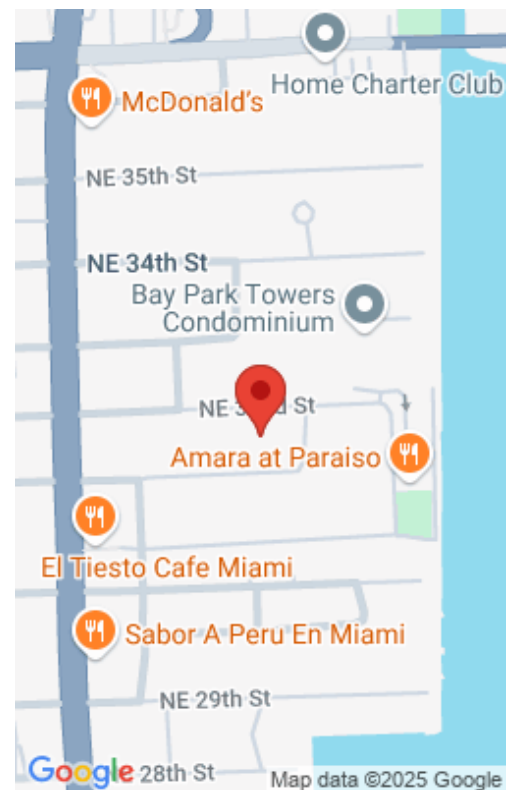 Home Charter Club
McDonald's
NE 35th St
NE 34th St
Bay Park Towers
Condominium
NE St
Amara at Paraiso
El Tiesto Cafe Miami
Sabor A Peru En Miami
NE 29th St
Google
28th St
Map data ©2025 Google